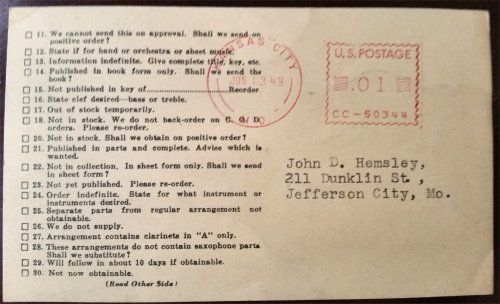 11. We cannot send this on approval. Shall we send on
positive order?
12. State if for band or orchestra or sheet music.
13. Information indefinite. Give complete title, key, etc.
14. Published in book form only. Shall we send the
book?
15. Not published in key of....................Reorder
16. State clef desired—bass or treble.
17. Out of stock temporarily.
18. Not in stock. We do not back-order on C. O. D.
orders. Please re-order.
20. Not in stock. Shall we obtain on positive order?
21. Published in parts and complete. Advise which is
wanted.
22. Not in collection. In sheet form only. Shall we send
in sheet form?
23. Not yet published. Please re-order.
24. Order indefinite. State for what instrument or
instruments desired.
25. Separate parts from regular arrangement not
obtainable.
26. We do not supply.
27. Arrangement contains clarinets in "A" only.
28. These arrangements do not contain saxophone parts
Shall we substitute?
29. Will follow in about 10 days if obtainable.
30. Not now obtainable.
(Read Other Side)
KANSAS CITY
JUN 13 49
MO.
U.S. POSTAGE
.01
CC-50344
John D. Hemsley,
211 Dunklin St,
Jefferson City, Mo.